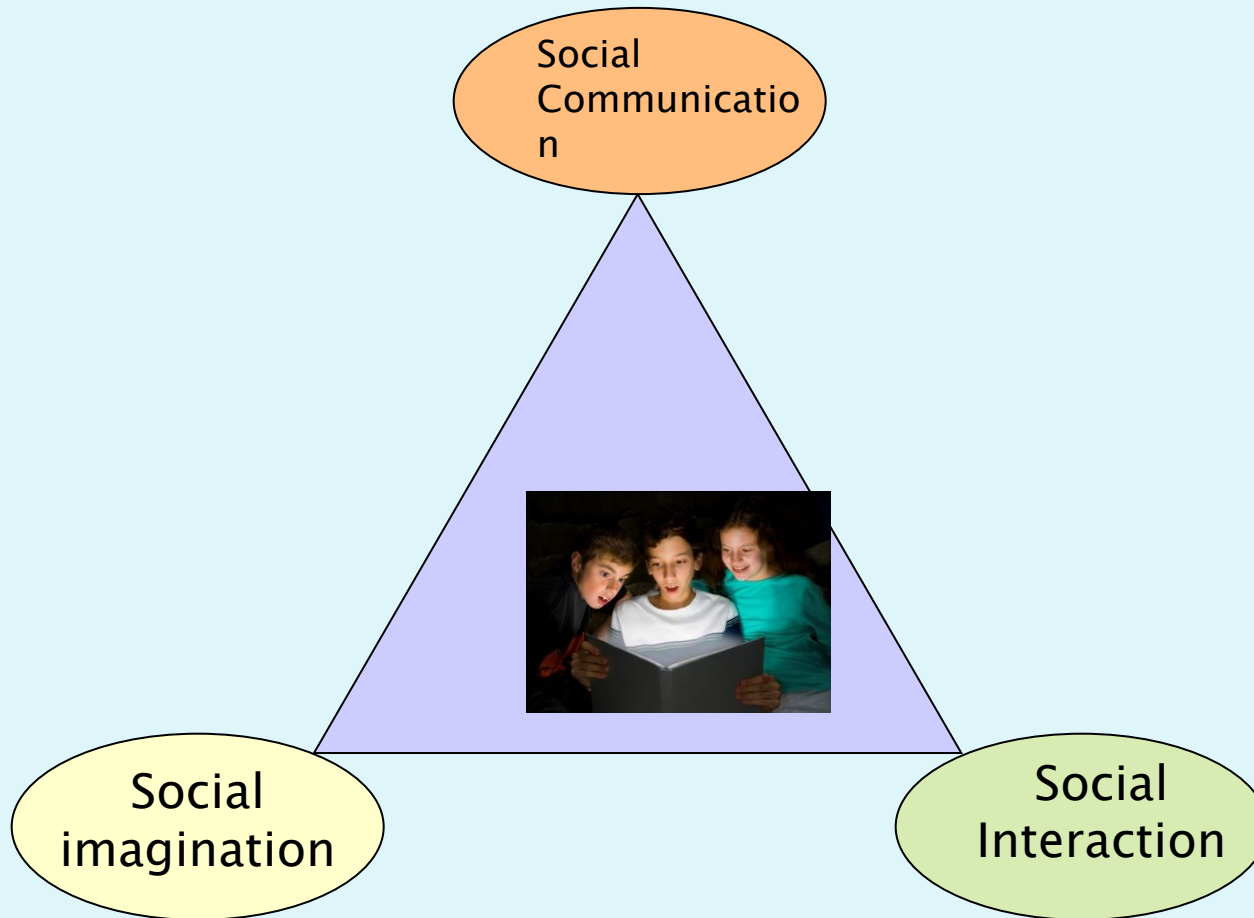 Social
Communicatio
n
Social
imagination
Social
Interaction